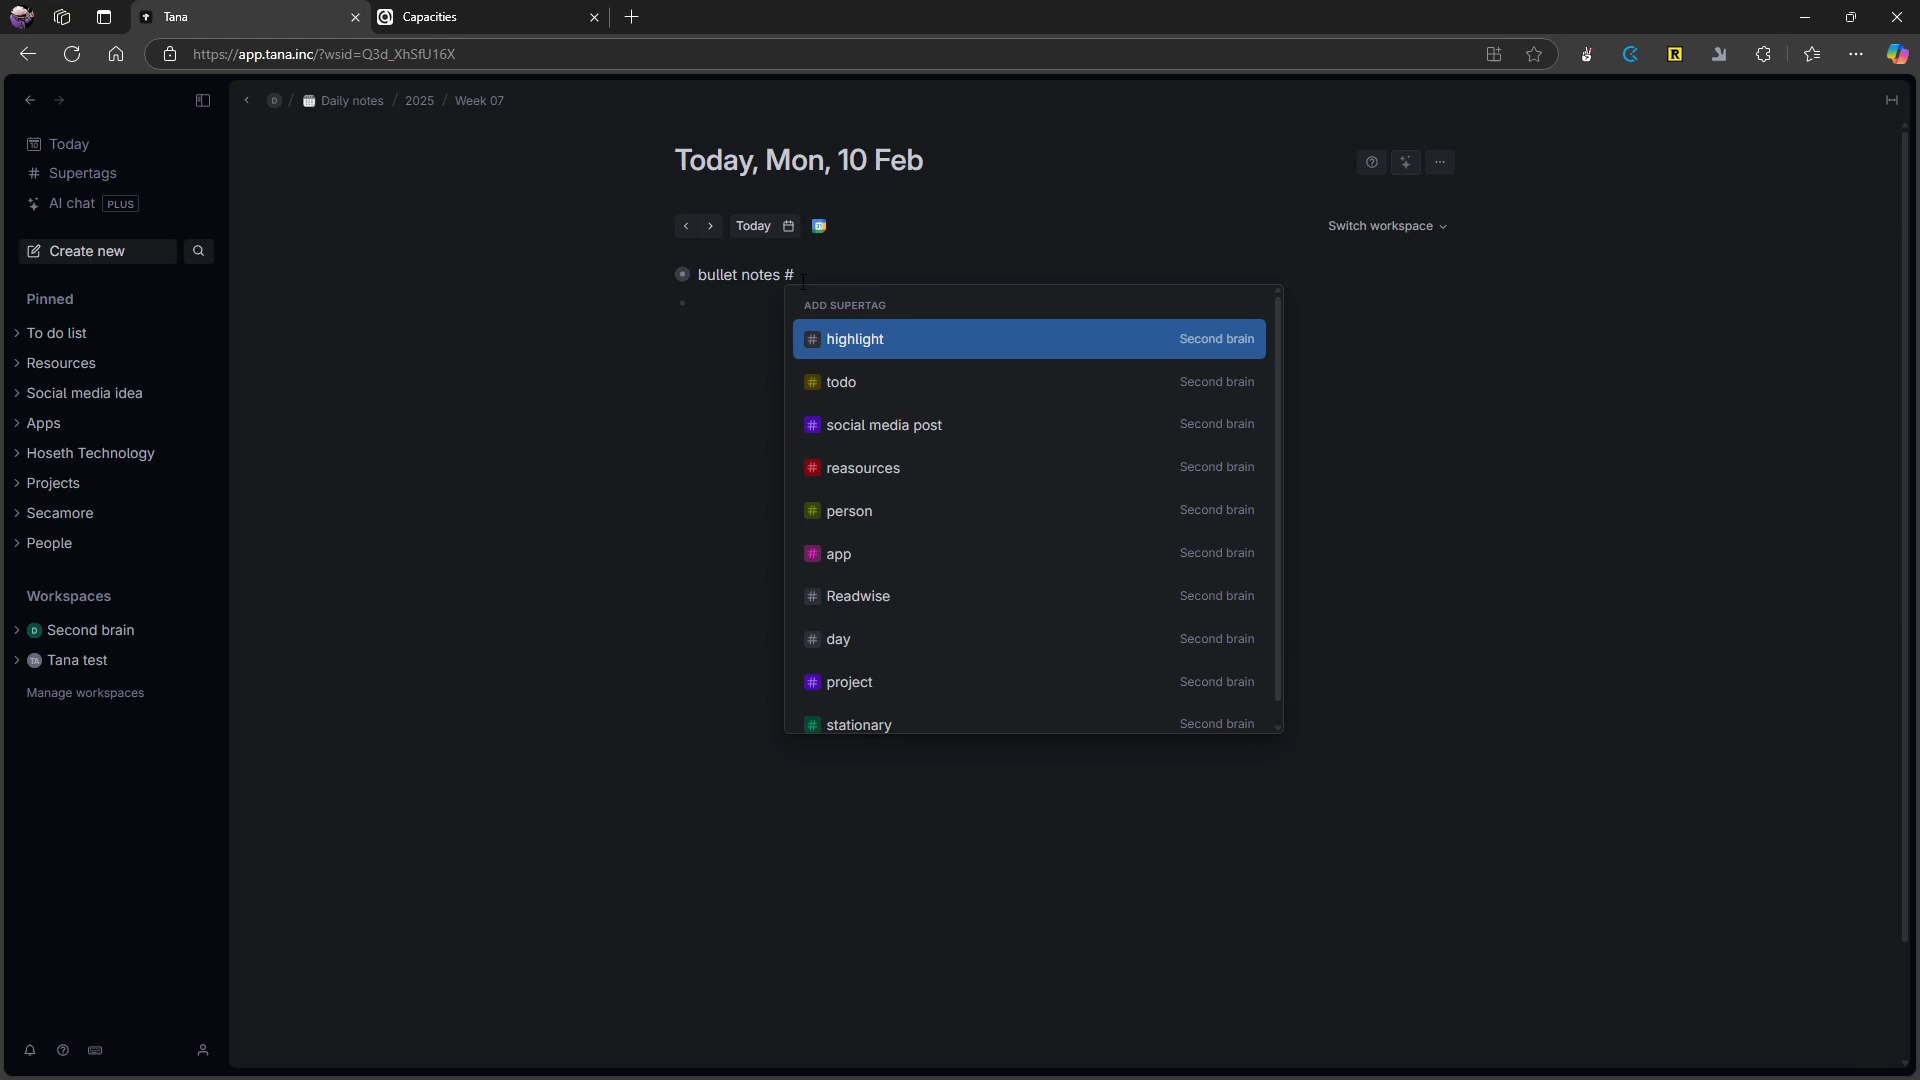 Tana
Capacities
https://app.tana.inc/?wsid=Q3d_XhSfU16X
D / Daily notes / 2025 / Week 07
Today
# Supertags
AI chat PLUS
Create new
Pinned
To do list
Resources
Social media idea
Apps
Hoseth Technology
Projects
Secamore
People
Workspaces
D Second brain
TA Tana test
Manage workspaces
Today, Mon, 10 Feb
Today
Switch workspace
bullet notes #
ADD SUPERTAG
# highlight Second brain
# todo Second brain
# social media post Second brain
# reasources Second brain
# person Second brain
# app Second brain
# Readwise Second brain
# day Second brain
# project Second brain
# stationary Second brain